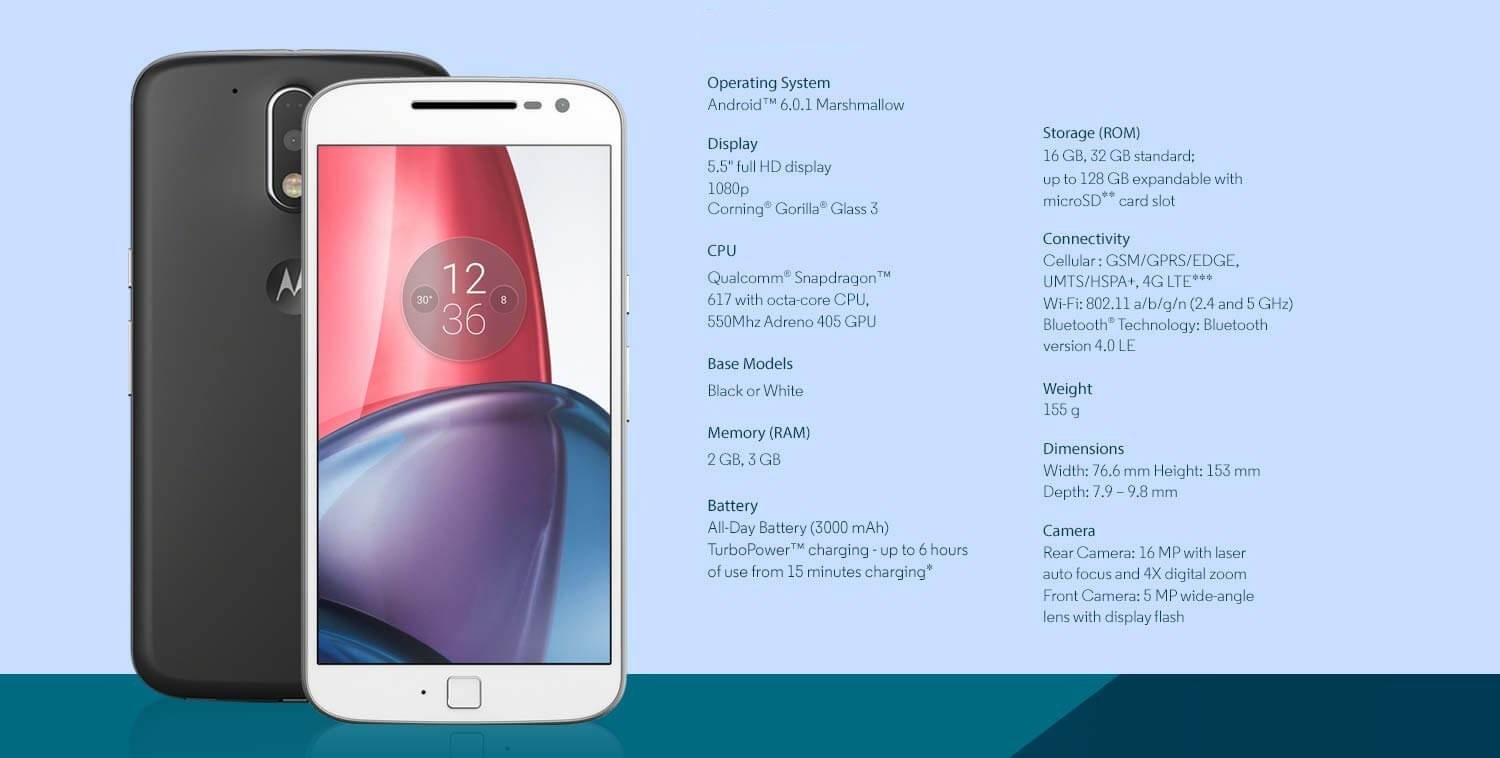 12
30°
8
36
Operating System
Android™ 6.0.1 Marshmallow
Display
5.5" full HD display
1080p
Corning® Gorilla® Glass 3
CPU
Qualcomm® Snapdragon™
617 with octa-core CPU,
550Mhz Adreno 405 GPU
Base Models
Black or White
Memory (RAM)
2 GB, 3 GB
Battery
All-Day Battery (3000 mAh)
TurboPower™ charging - up to 6 hours
of use from 15 minutes charging*
Storage (ROM)
16 GB, 32 GB standard;
up to 128 GB expandable with
microSD** card slot
Connectivity
Cellular : GSM/GPRS/EDGE,
UMTS/HSPA+, 4G LTE***
Wi-Fi: 802.11 a/b/g/n (2.4 and 5 GHz)
Bluetooth® Technology: Bluetooth
version 4.0 LE
Weight
155 g
Dimensions
Width: 76.6 mm Height: 153 mm
Depth: 7.9 – 9.8 mm
Camera
Rear Camera: 16 MP with laser
auto focus and 4X digital zoom
Front Camera: 5 MP wide-angle
lens with display flash